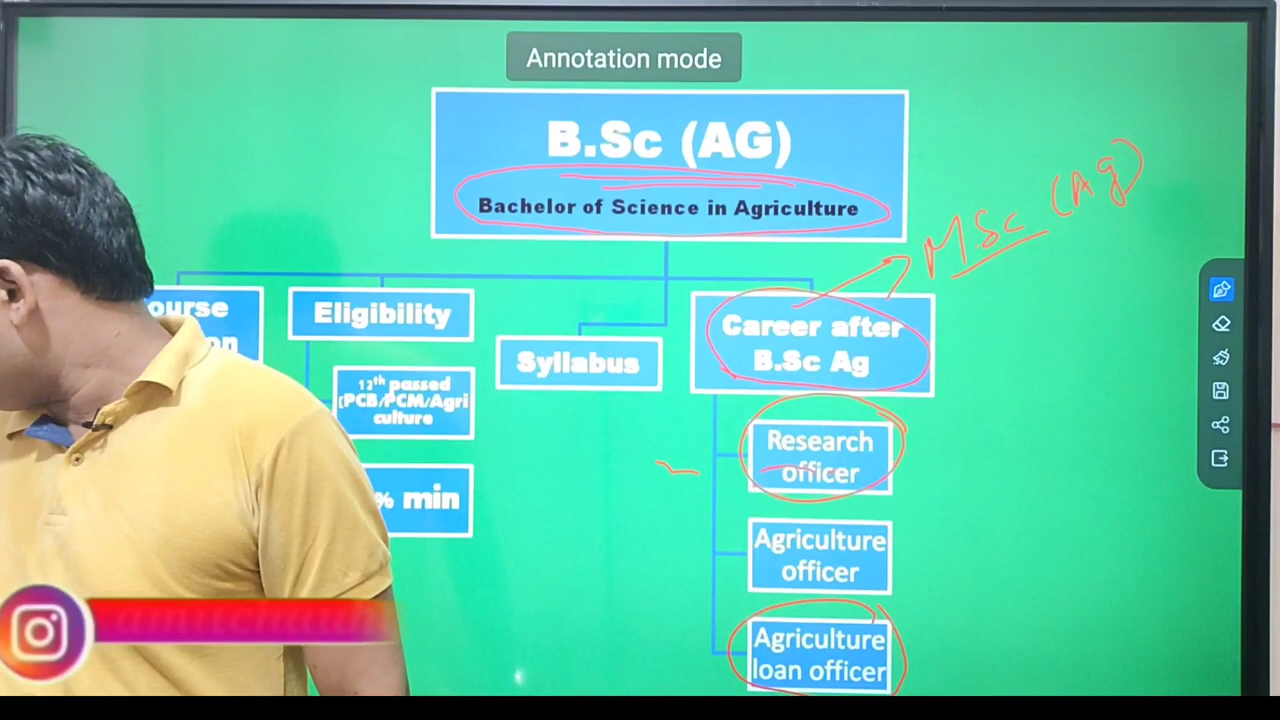 Annotation mode
B.Sc (AG)
Bachelor of Science in Agriculture
MSc (Ag)
ourse
on
Eligibility
12th passed
(PCB/PCM/Agri
culture
% min
Syllabus
Career after
B.Sc Ag
Research
officer
Agriculture
officer
Agriculture
loan officer